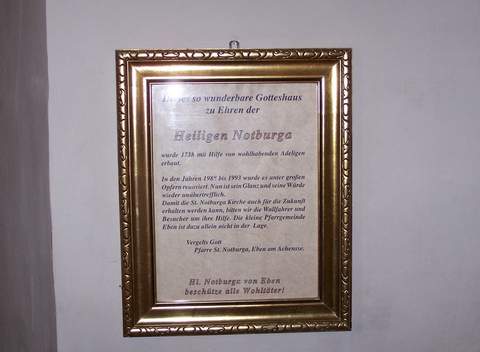 Dieses so wunderbare Gotteshaus
zu Ehren der
Heiligen Notburga
wurde 1738 mit Hilfe von wohlhabenden Adeligen
erbaut.
In den Jahren bis 1993 wurde es unter großen
Opfern renoviert. Nun ist sein Glanz und seine Würde
wieder unübertrefflich.
Damit die St. Notburga Kirche auch für die Zukunft
erhalten werden kann, bitten wir die Wallfahrer und
Besucher um ihre Hilfe. Die kleine Pfarrgemeinde
Eben ist dazu allein nicht in der Lage.
Vergelts Gott
Pfarre St. Notburga, Eben am Achensee.
Hl. Notburga von Eben
beschütze alle Wohltäter!